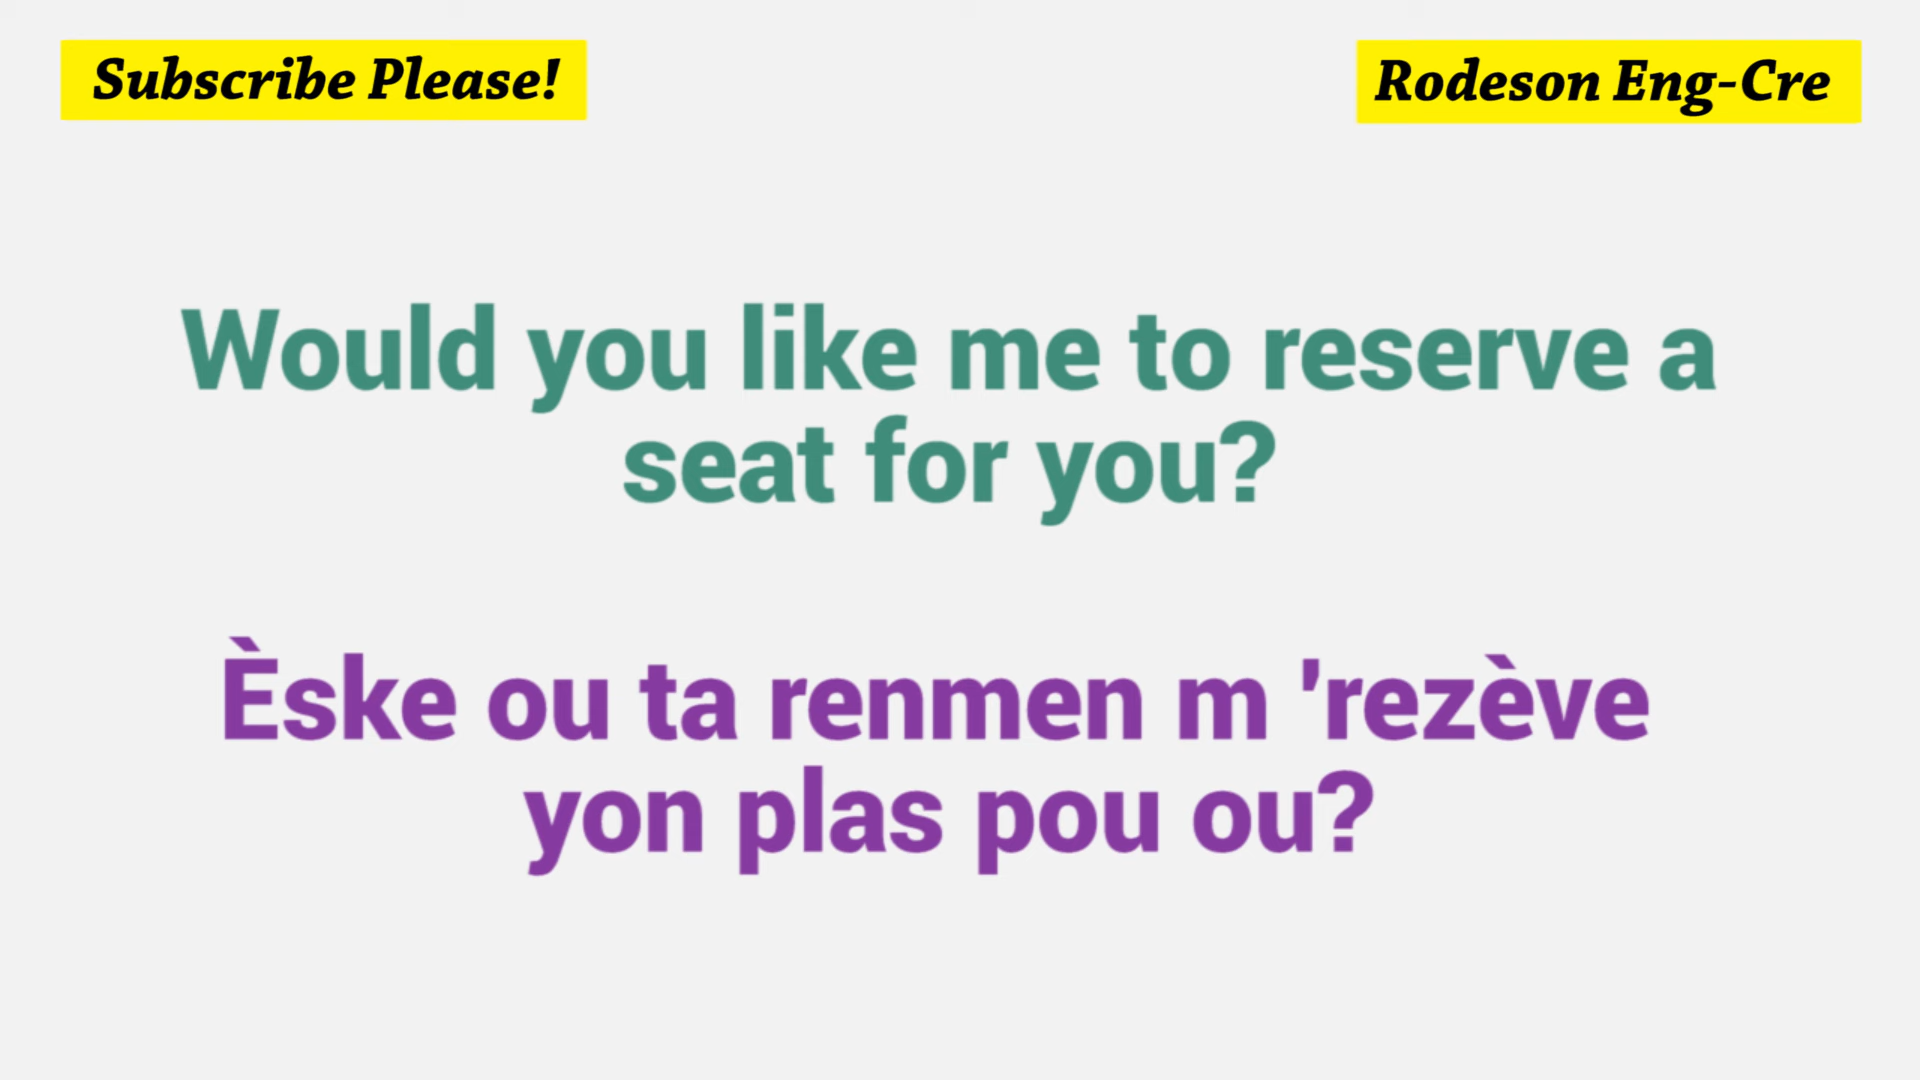 Subscribe Please!
Rodeson Eng-Cre
Would you like me to reserve a
seat for you?
Èske ou ta renmen m 'rezève
yon plas pou ou?